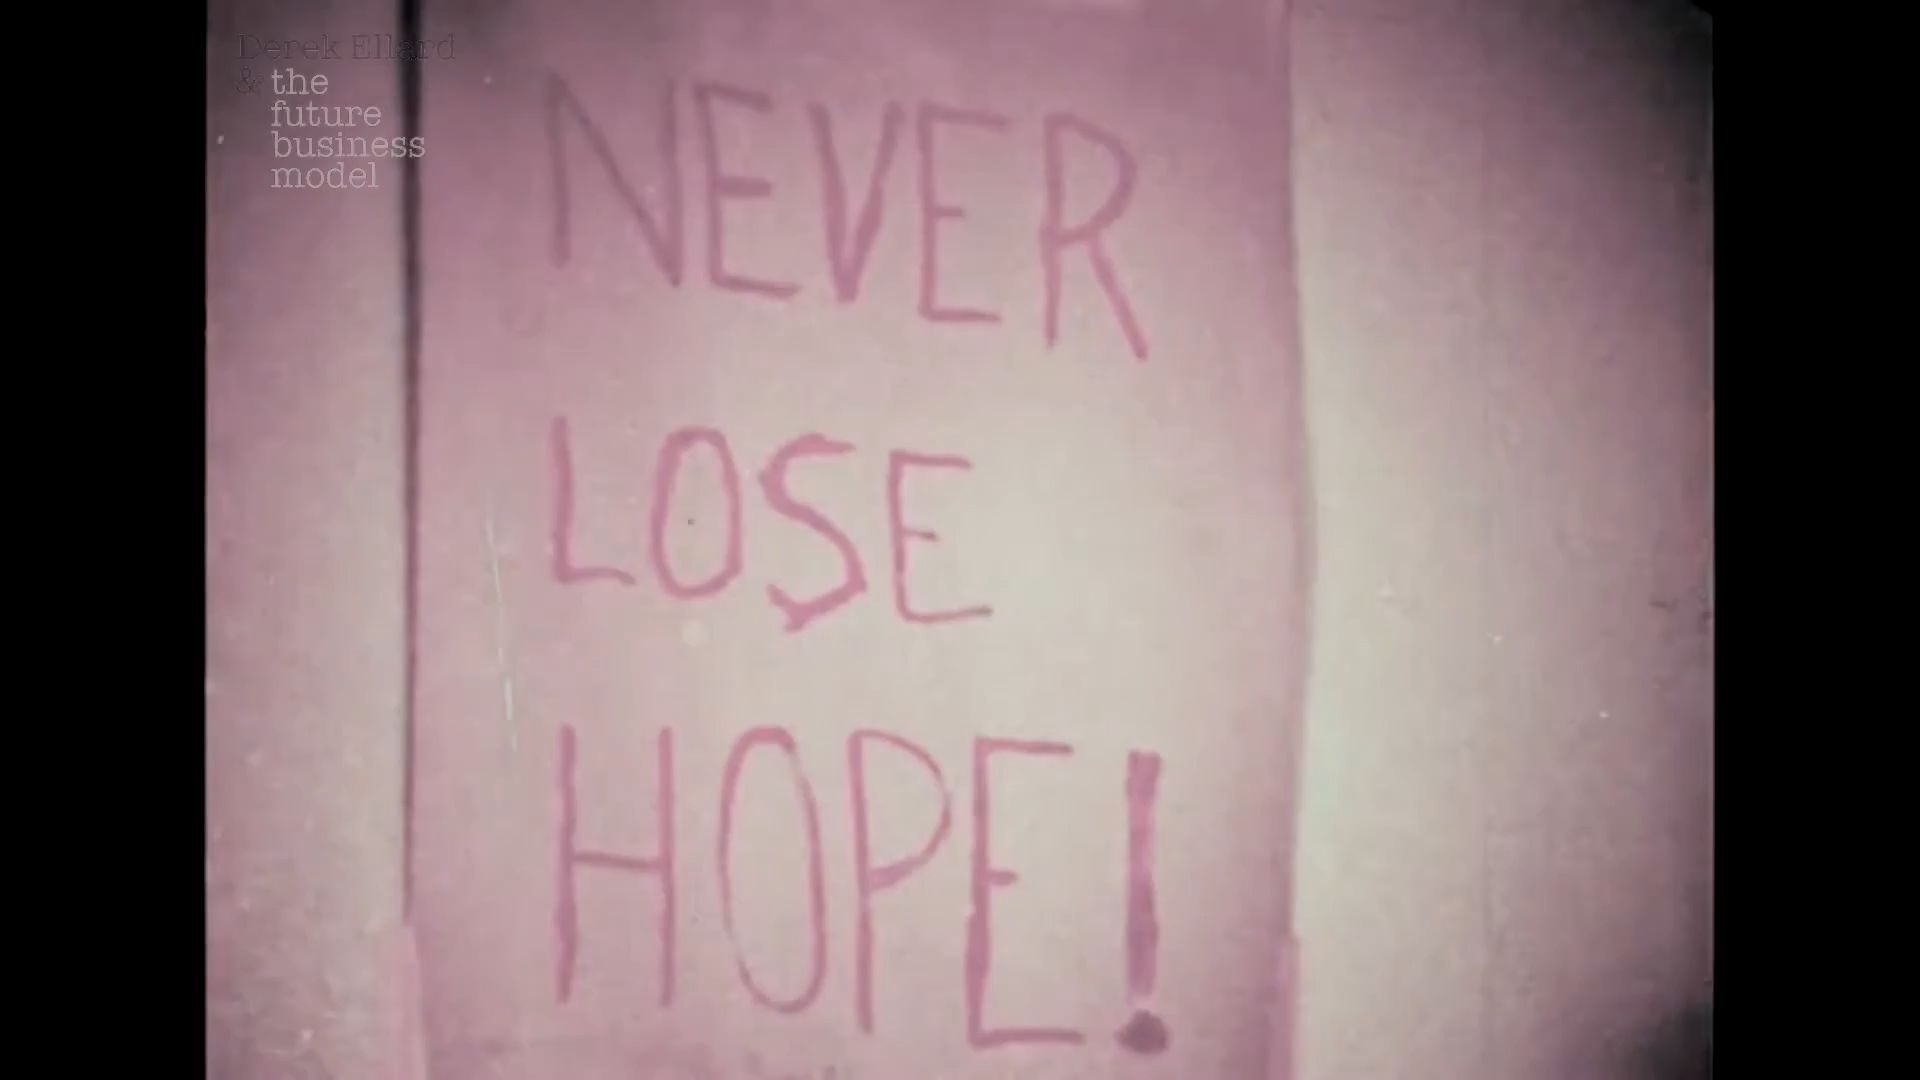 Derek Ellard
& the
future
business
model
NEVER
LOSE
HOPE!